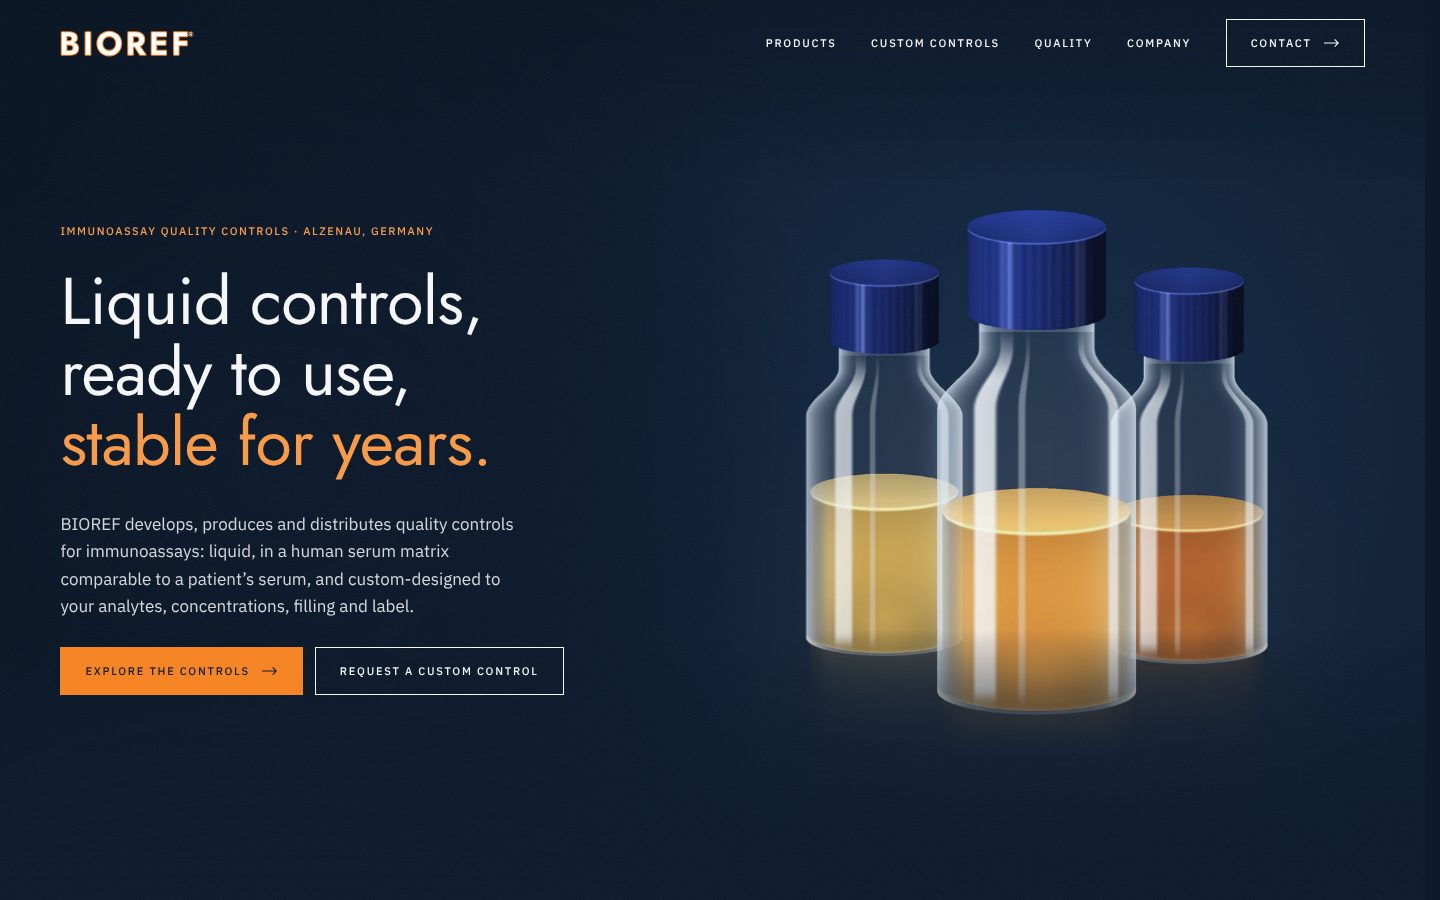 BIOREF®
PRODUCTS
CUSTOM CONTROLS
QUALITY
COMPANY
CONTACT →
IMMUNOASSAY QUALITY CONTROLS · ALZENAU, GERMANY
Liquid controls,
ready to use,
stable for years.
BIOREF develops, produces and distributes quality controls
for immunoassays: liquid, in a human serum matrix
comparable to a patient’s serum, and custom-designed to
your analytes, concentrations, filling and label.
EXPLORE THE CONTROLS →
REQUEST A CUSTOM CONTROL